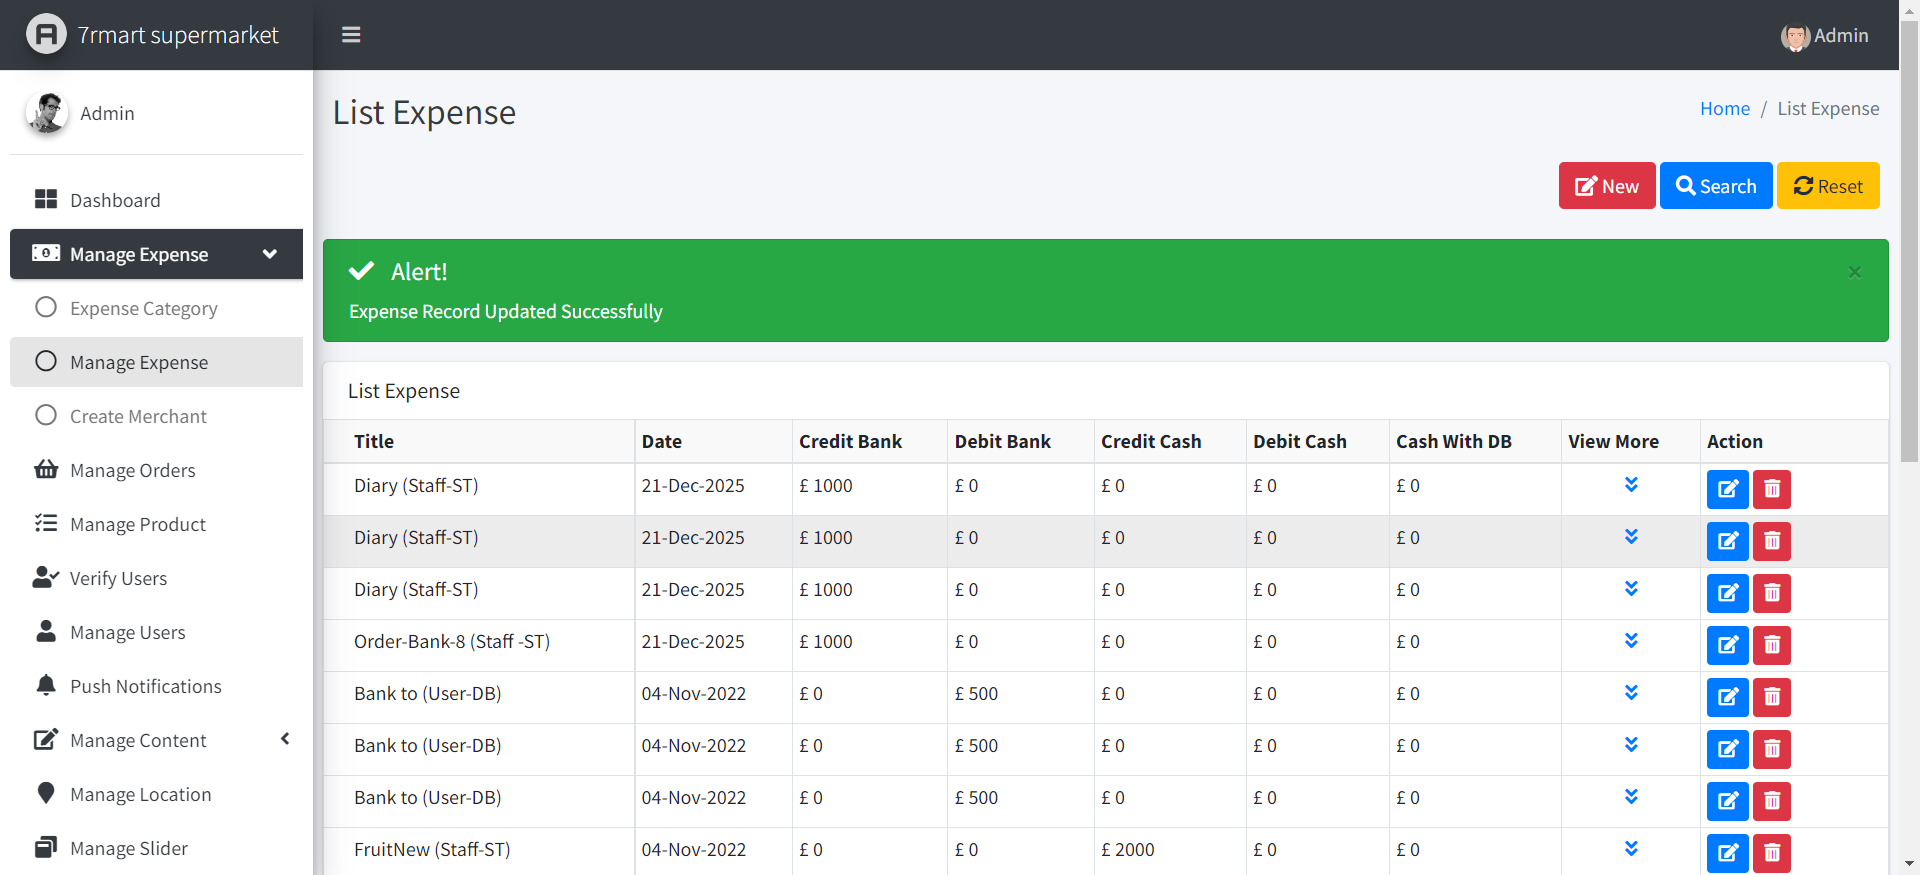 7rmart supermarket
Admin
Admin
List Expense
Home / List Expense
New Search Reset
Dashboard
Manage Expense
Expense Category
Manage Expense
Create Merchant
Manage Orders
Manage Product
Verify Users
Manage Users
Push Notifications
Manage Content
Manage Location
Manage Slider
Alert!
×
Expense Record Updated Successfully
List Expense
Title Date Credit Bank Debit Bank Credit Cash Debit Cash Cash With DB View More Action
Diary (Staff-ST) 21-Dec-2025 £ 1000 £ 0 £ 0 £ 0 £ 0
Diary (Staff-ST) 21-Dec-2025 £ 1000 £ 0 £ 0 £ 0 £ 0
Diary (Staff-ST) 21-Dec-2025 £ 1000 £ 0 £ 0 £ 0 £ 0
Order-Bank-8 (Staff -ST) 21-Dec-2025 £ 1000 £ 0 £ 0 £ 0 £ 0
Bank to (User-DB) 04-Nov-2022 £ 0 £ 500 £ 0 £ 0 £ 0
Bank to (User-DB) 04-Nov-2022 £ 0 £ 500 £ 0 £ 0 £ 0
Bank to (User-DB) 04-Nov-2022 £ 0 £ 500 £ 0 £ 0 £ 0
FruitNew (Staff-ST) 04-Nov-2022 £ 0 £ 0 £ 2000 £ 0 £ 0